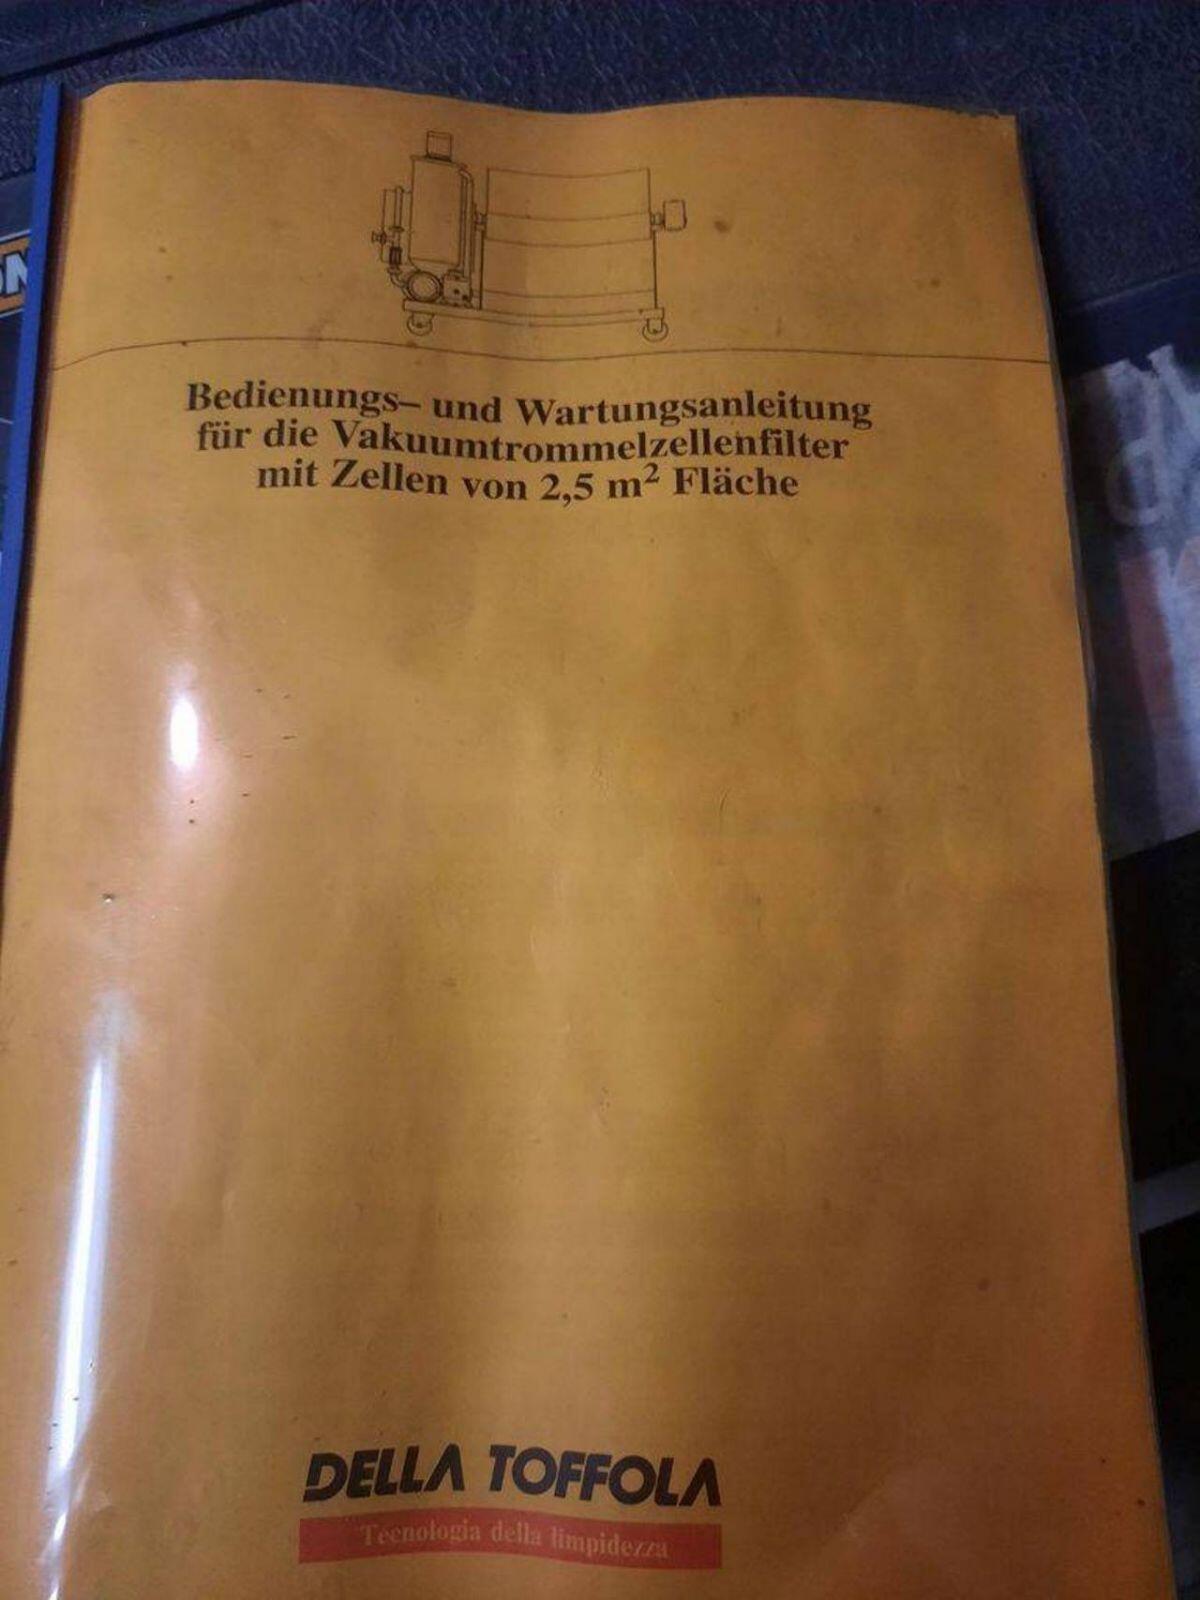 Bedienungs– und Wartungsanleitung
für die Vakuumtrommelzellenfilter
mit Zellen von 2,5 m² Fläche
DELLA TOFFOLA
Tecnologia della limpidezza